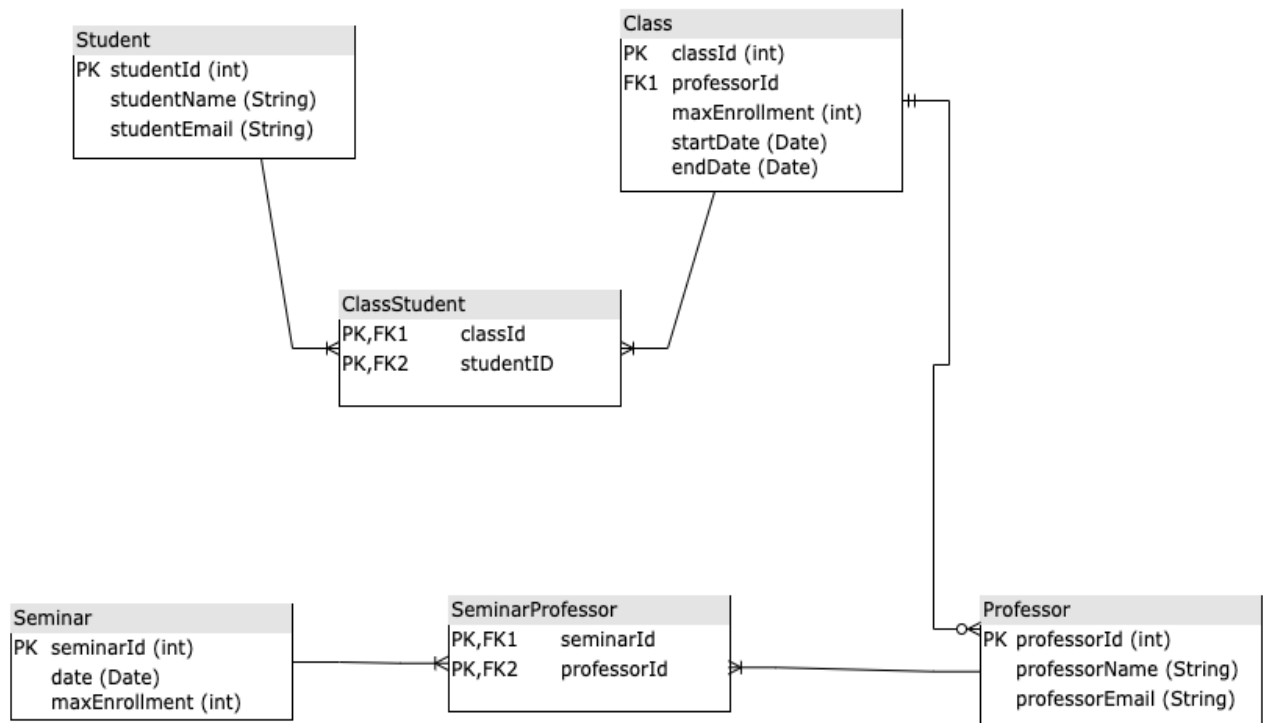 Student
PK studentId (int)
studentName (String)
studentEmail (String)
Class
PK classId (int)
FK1 professorId
maxEnrollment (int)
startDate (Date)
endDate (Date)
ClassStudent
PK,FK1 classId
PK,FK2 studentID
Seminar
PK seminarId (int)
date (Date)
maxEnrollment (int)
SeminarProfessor
PK,FK1 seminarId
PK,FK2 professorId
Professor
PK professorId (int)
professorName (String)
professorEmail (String)